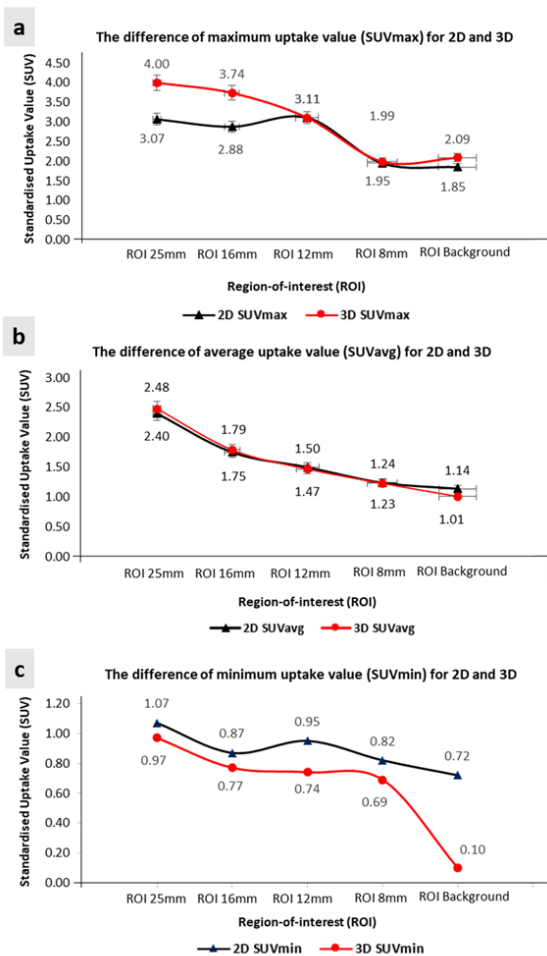 a
The difference of maximum uptake value (SUVmax) for 2D and 3D
Standardised Uptake Value (SUV)
4.50
4.00
3.50
3.00
2.50
2.00
1.50
1.00
0.50
0.00
4.00
3.74
3.11
1.99
2.09
3.07
2.88
1.95
1.85
ROI 25mm ROI 16mm ROI 12mm ROI 8mm ROI Background
Region-of-interest (ROI)
2D SUVmax 3D SUVmax
b
The difference of average uptake value (SUVavg) for 2D and 3D
Standardised Uptake Value (SUV)
3.00
2.50
2.00
1.50
1.00
0.50
0.00
2.48
1.79
1.50
1.24
1.14
2.40
1.75
1.47
1.23
1.01
ROI 25mm ROI 16mm ROI 12mm ROI 8mm ROI Background
Region-of-interest (ROI)
2D SUVavg 3D SUVavg
c
The difference of minimum uptake value (SUVmin) for 2D and 3D
Standardised Uptake Value (SUV)
1.20
1.00
0.80
0.60
0.40
0.20
0.00
1.07
0.87
0.95
0.82
0.72
0.97
0.77
0.74
0.69
0.10
ROI 25mm ROI 16mm ROI 12mm ROI 8mm ROI Background
Region-of-interest (ROI)
2D SUVmin 3D SUVmin